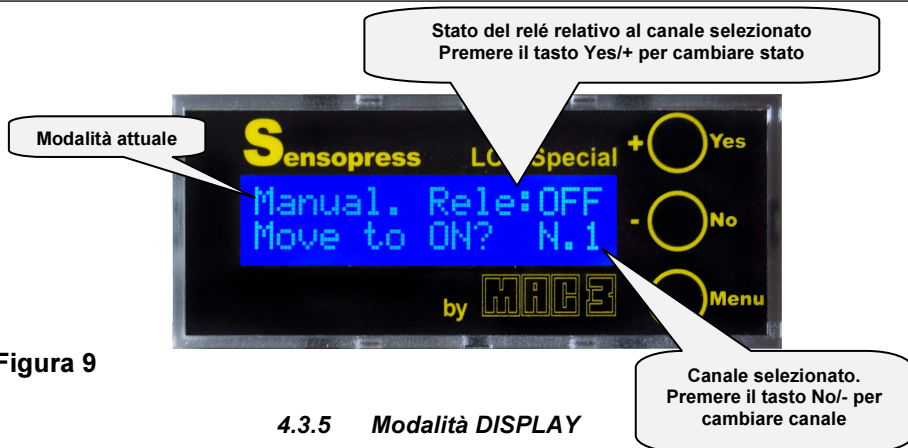 Stato del relé relativo al canale selezionato
Premere il tasto Yes/+ per cambiare stato
Modalità attuale
Sensopress
Special
+ Yes
Manual. Rele:OFF
Move to ON? N.1
- No
by MAC3
Menu
Figura 9
Canale selezionato.
Premere il tasto No/- per
cambiare canale
4.3.5 Modalità DISPLAY